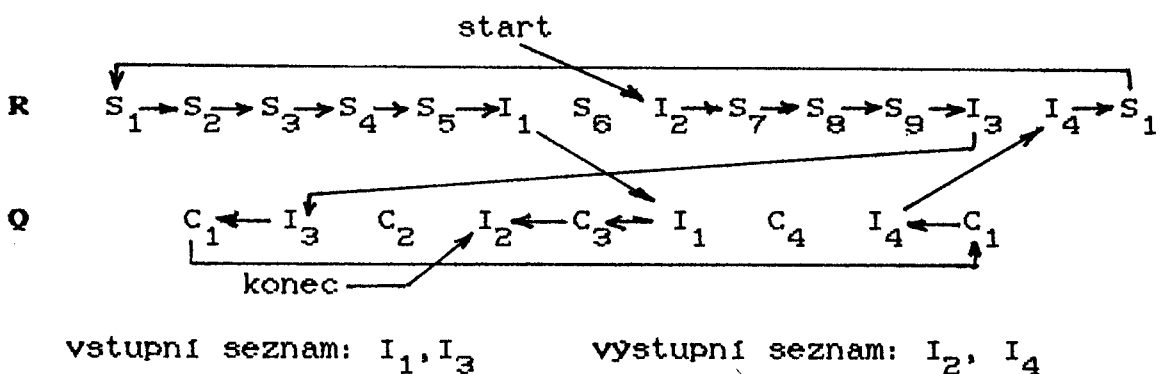 start
R S₁ → S₂ → S₃ → S₄ → S₅ → I₁ S₆ I₂ → S₇ → S₈ → S₉ → I₃ I₄ → S₁
Q C₁ ← I₃ C₂ I₂ ← C₃ ↔ I₁ C₄ I₄ ← C₁
konec
vstupní seznam: I₁, I₃ výstupní seznam: I₂, I₄